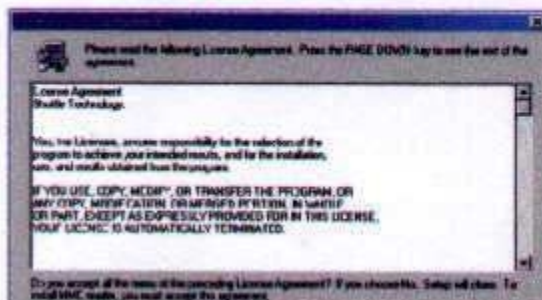 Please read the following License Agreement. Press the PAGE DOWN key to see the rest of the
agreement.
License Agreement
Shuttle Technology.
You, the Licensee, assume responsibility for the selection of the
program to achieve your intended results, and for the installation,
use, and results obtained from the program.
IF YOU USE, COPY, MODIFY, OR TRANSFER THE PROGRAM, OR
ANY COPY, MODIFICATION, OR MERGED PORTION, IN WHOLE
OR PART, EXCEPT AS EXPRESSLY PROVIDED FOR IN THIS LICENSE,
YOUR LICENSE IS AUTOMATICALLY TERMINATED.
Do you accept all the terms of the preceding License Agreement? If you choose No, Setup will close. To
install MMC reader, you must accept this agreement.